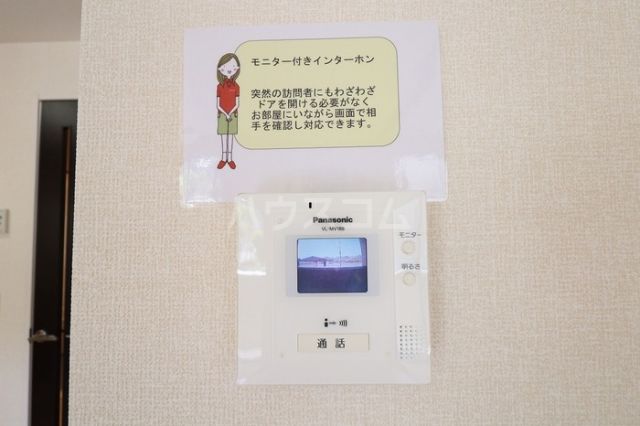 モニター付きインターホン
突然の訪問者にもわざわざ
ドアを開ける必要がなく
お部屋にいながら画面で相
手を確認し対応できます。
ハウスコム
Panasonic
VL-MV18B
モニター
明るさ
通話